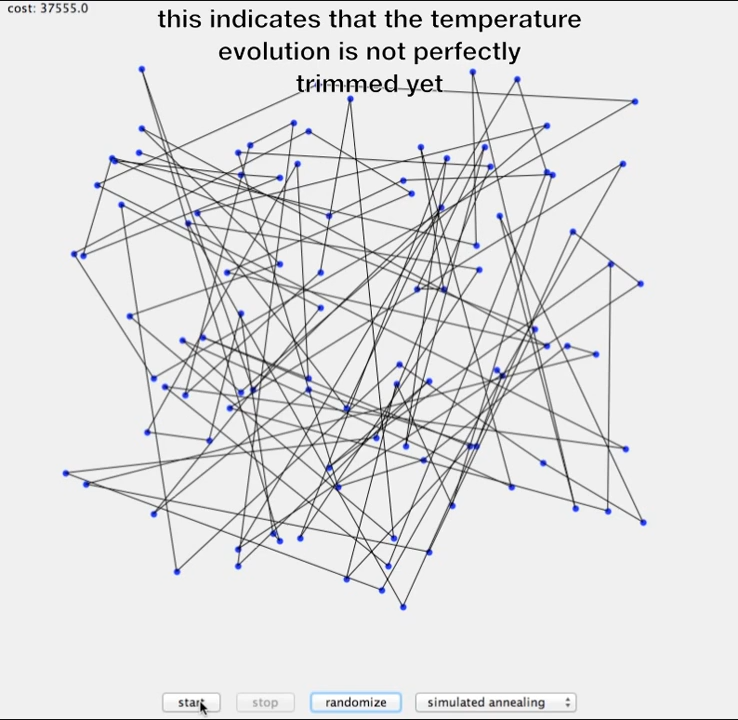 cost: 37555.0
this indicates that the temperature
evolution is not perfectly
trimmed yet
start
stop
randomize
simulated annealing